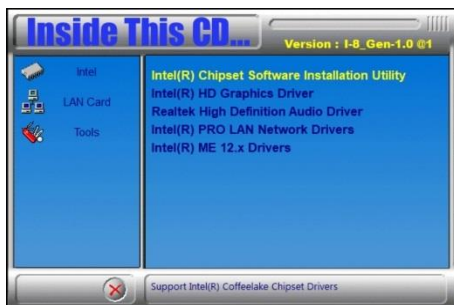 Inside This CD...
Version : I-8_Gen-1.0 @1
Intel
LAN Card
Tools
Intel(R) Chipset Software Installation Utility
Intel(R) HD Graphics Driver
Realtek High Definition Audio Driver
Intel(R) PRO LAN Network Drivers
Intel(R) ME 12.x Drivers
Support Intel(R) Coffeelake Chipset Drivers